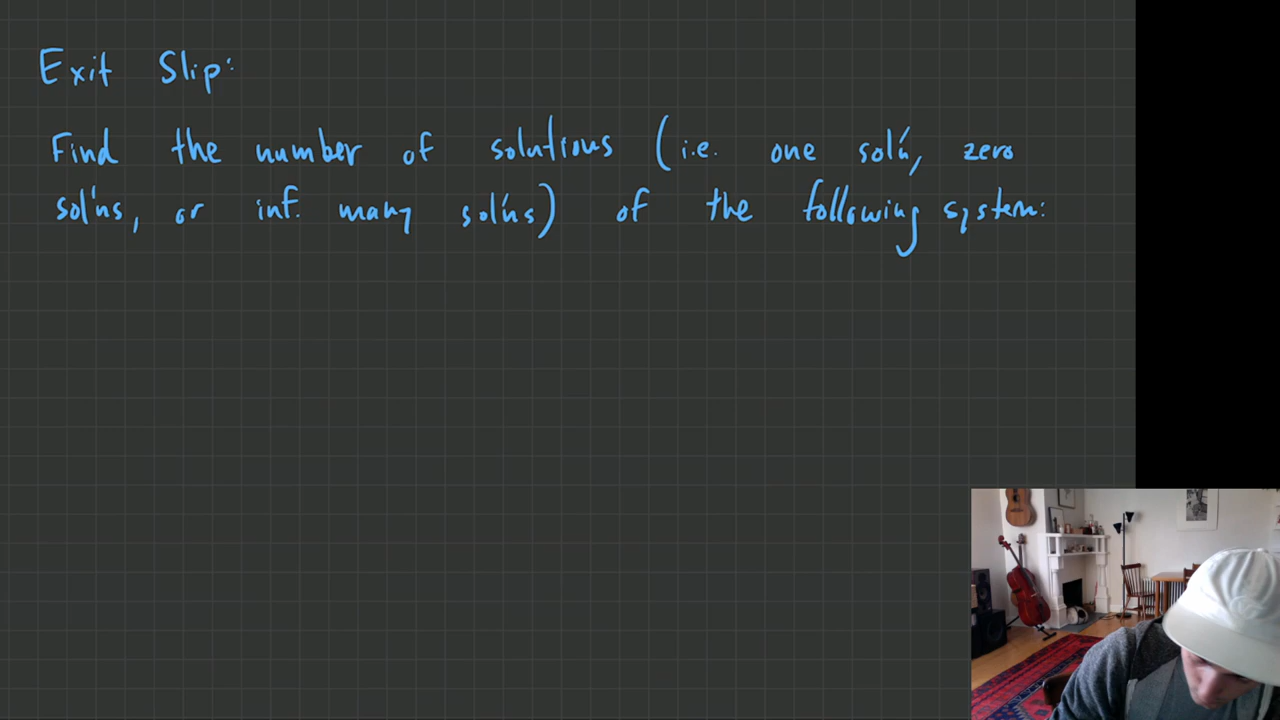 Exit Slip:
Find the number of solutions (i.e. one sol'n, zero
sol'ns, or inf. many sol'ns) of the following system: